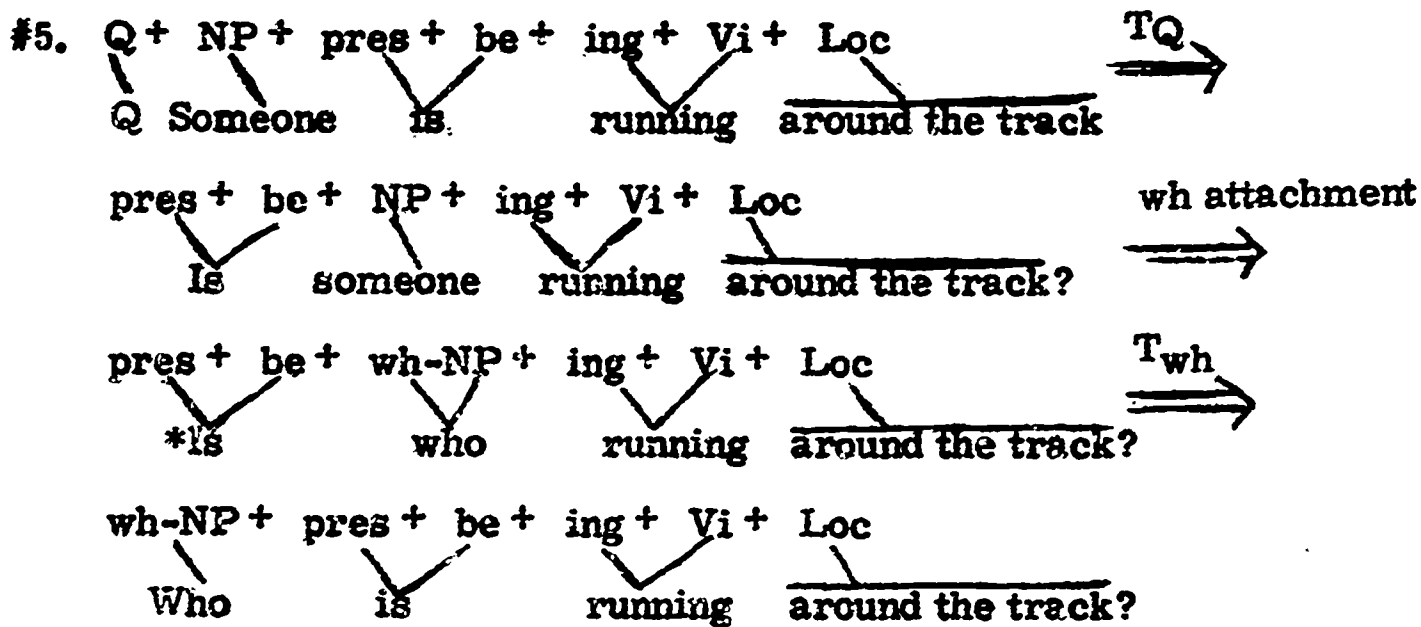 #5. Q + NP + pres + be + ing + Vi + Loc TQ
Q Someone is running around the track
pres + be + NP + ing + Vi + Loc wh attachment
Is someone running around the track?
pres + be + wh-NP + ing + Vi + Loc Twh
*Is who running around the track?
wh-NP + pres + be + ing + Vi + Loc
Who is running around the track?